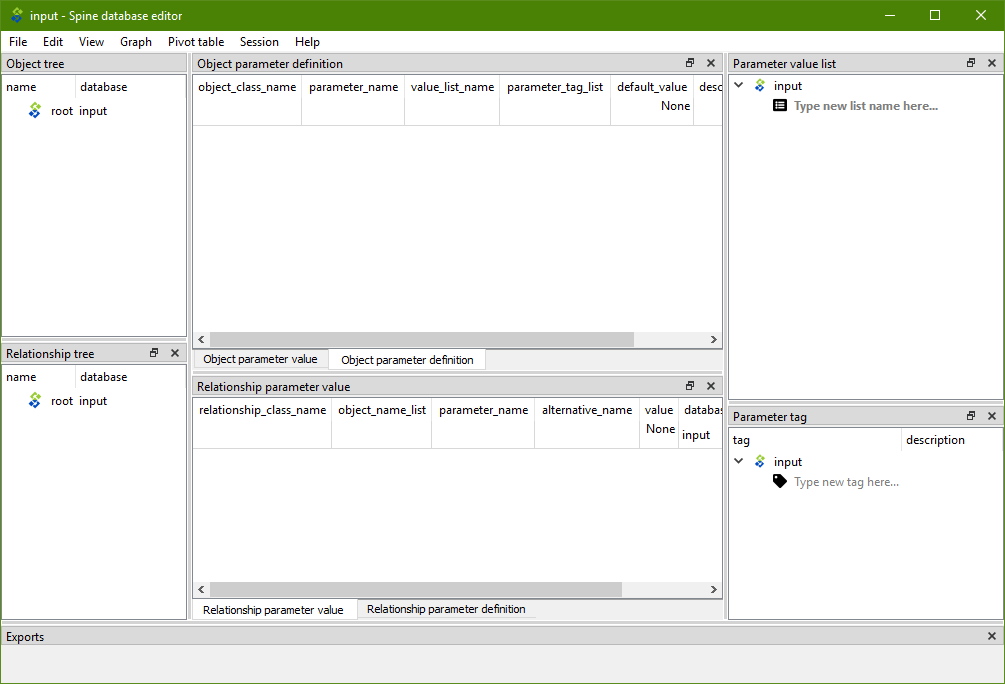 input - Spine database editor
File Edit View Graph Pivot table Session Help
Object tree
name database
root input
Relationship tree
name database
root input
Object parameter definition
object_class_name parameter_name value_list_name parameter_tag_list default_value desc
None
Object parameter value Object parameter definition
Relationship parameter value
relationship_class_name object_name_list parameter_name alternative_name value databas
None input
Relationship parameter value Relationship parameter definition
Parameter value list
input
Type new list name here...
Parameter tag
tag description
input
Type new tag here...
Exports